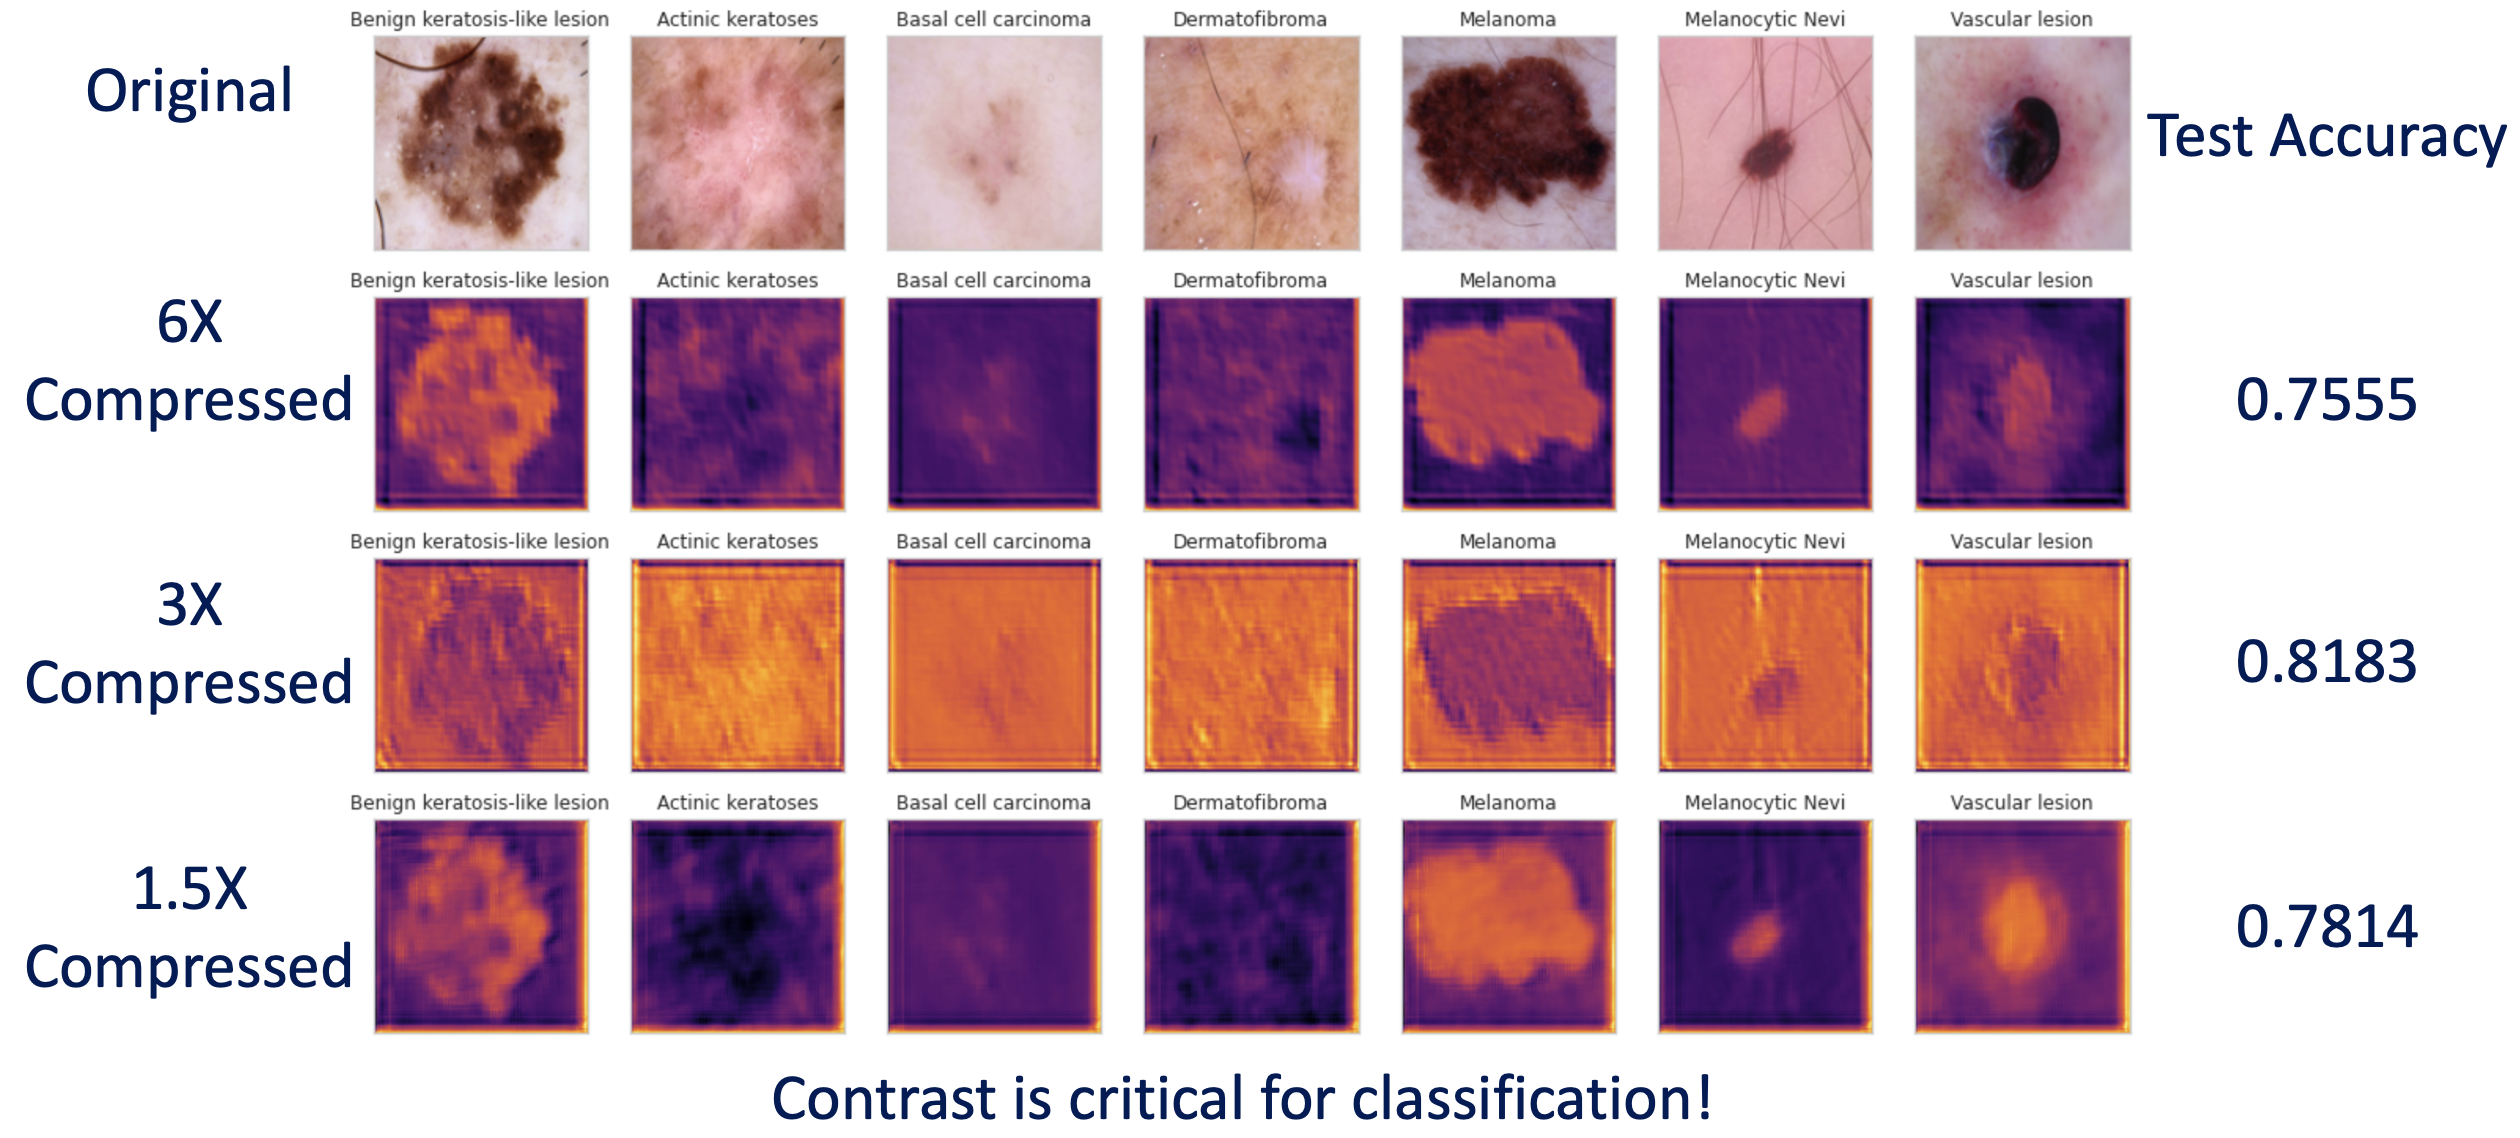 Benign keratosis-like lesion Actinic keratoses Basal cell carcinoma Dermatofibroma Melanoma Melanocytic Nevi Vascular lesion
Original
Test Accuracy
Benign keratosis-like lesion Actinic keratoses Basal cell carcinoma Dermatofibroma Melanoma Melanocytic Nevi Vascular lesion
6X
Compressed
0.7555
Benign keratosis-like lesion Actinic keratoses Basal cell carcinoma Dermatofibroma Melanoma Melanocytic Nevi Vascular lesion
3X
Compressed
0.8183
Benign keratosis-like lesion Actinic keratoses Basal cell carcinoma Dermatofibroma Melanoma Melanocytic Nevi Vascular lesion
1.5X
Compressed
0.7814
Contrast is critical for classification!